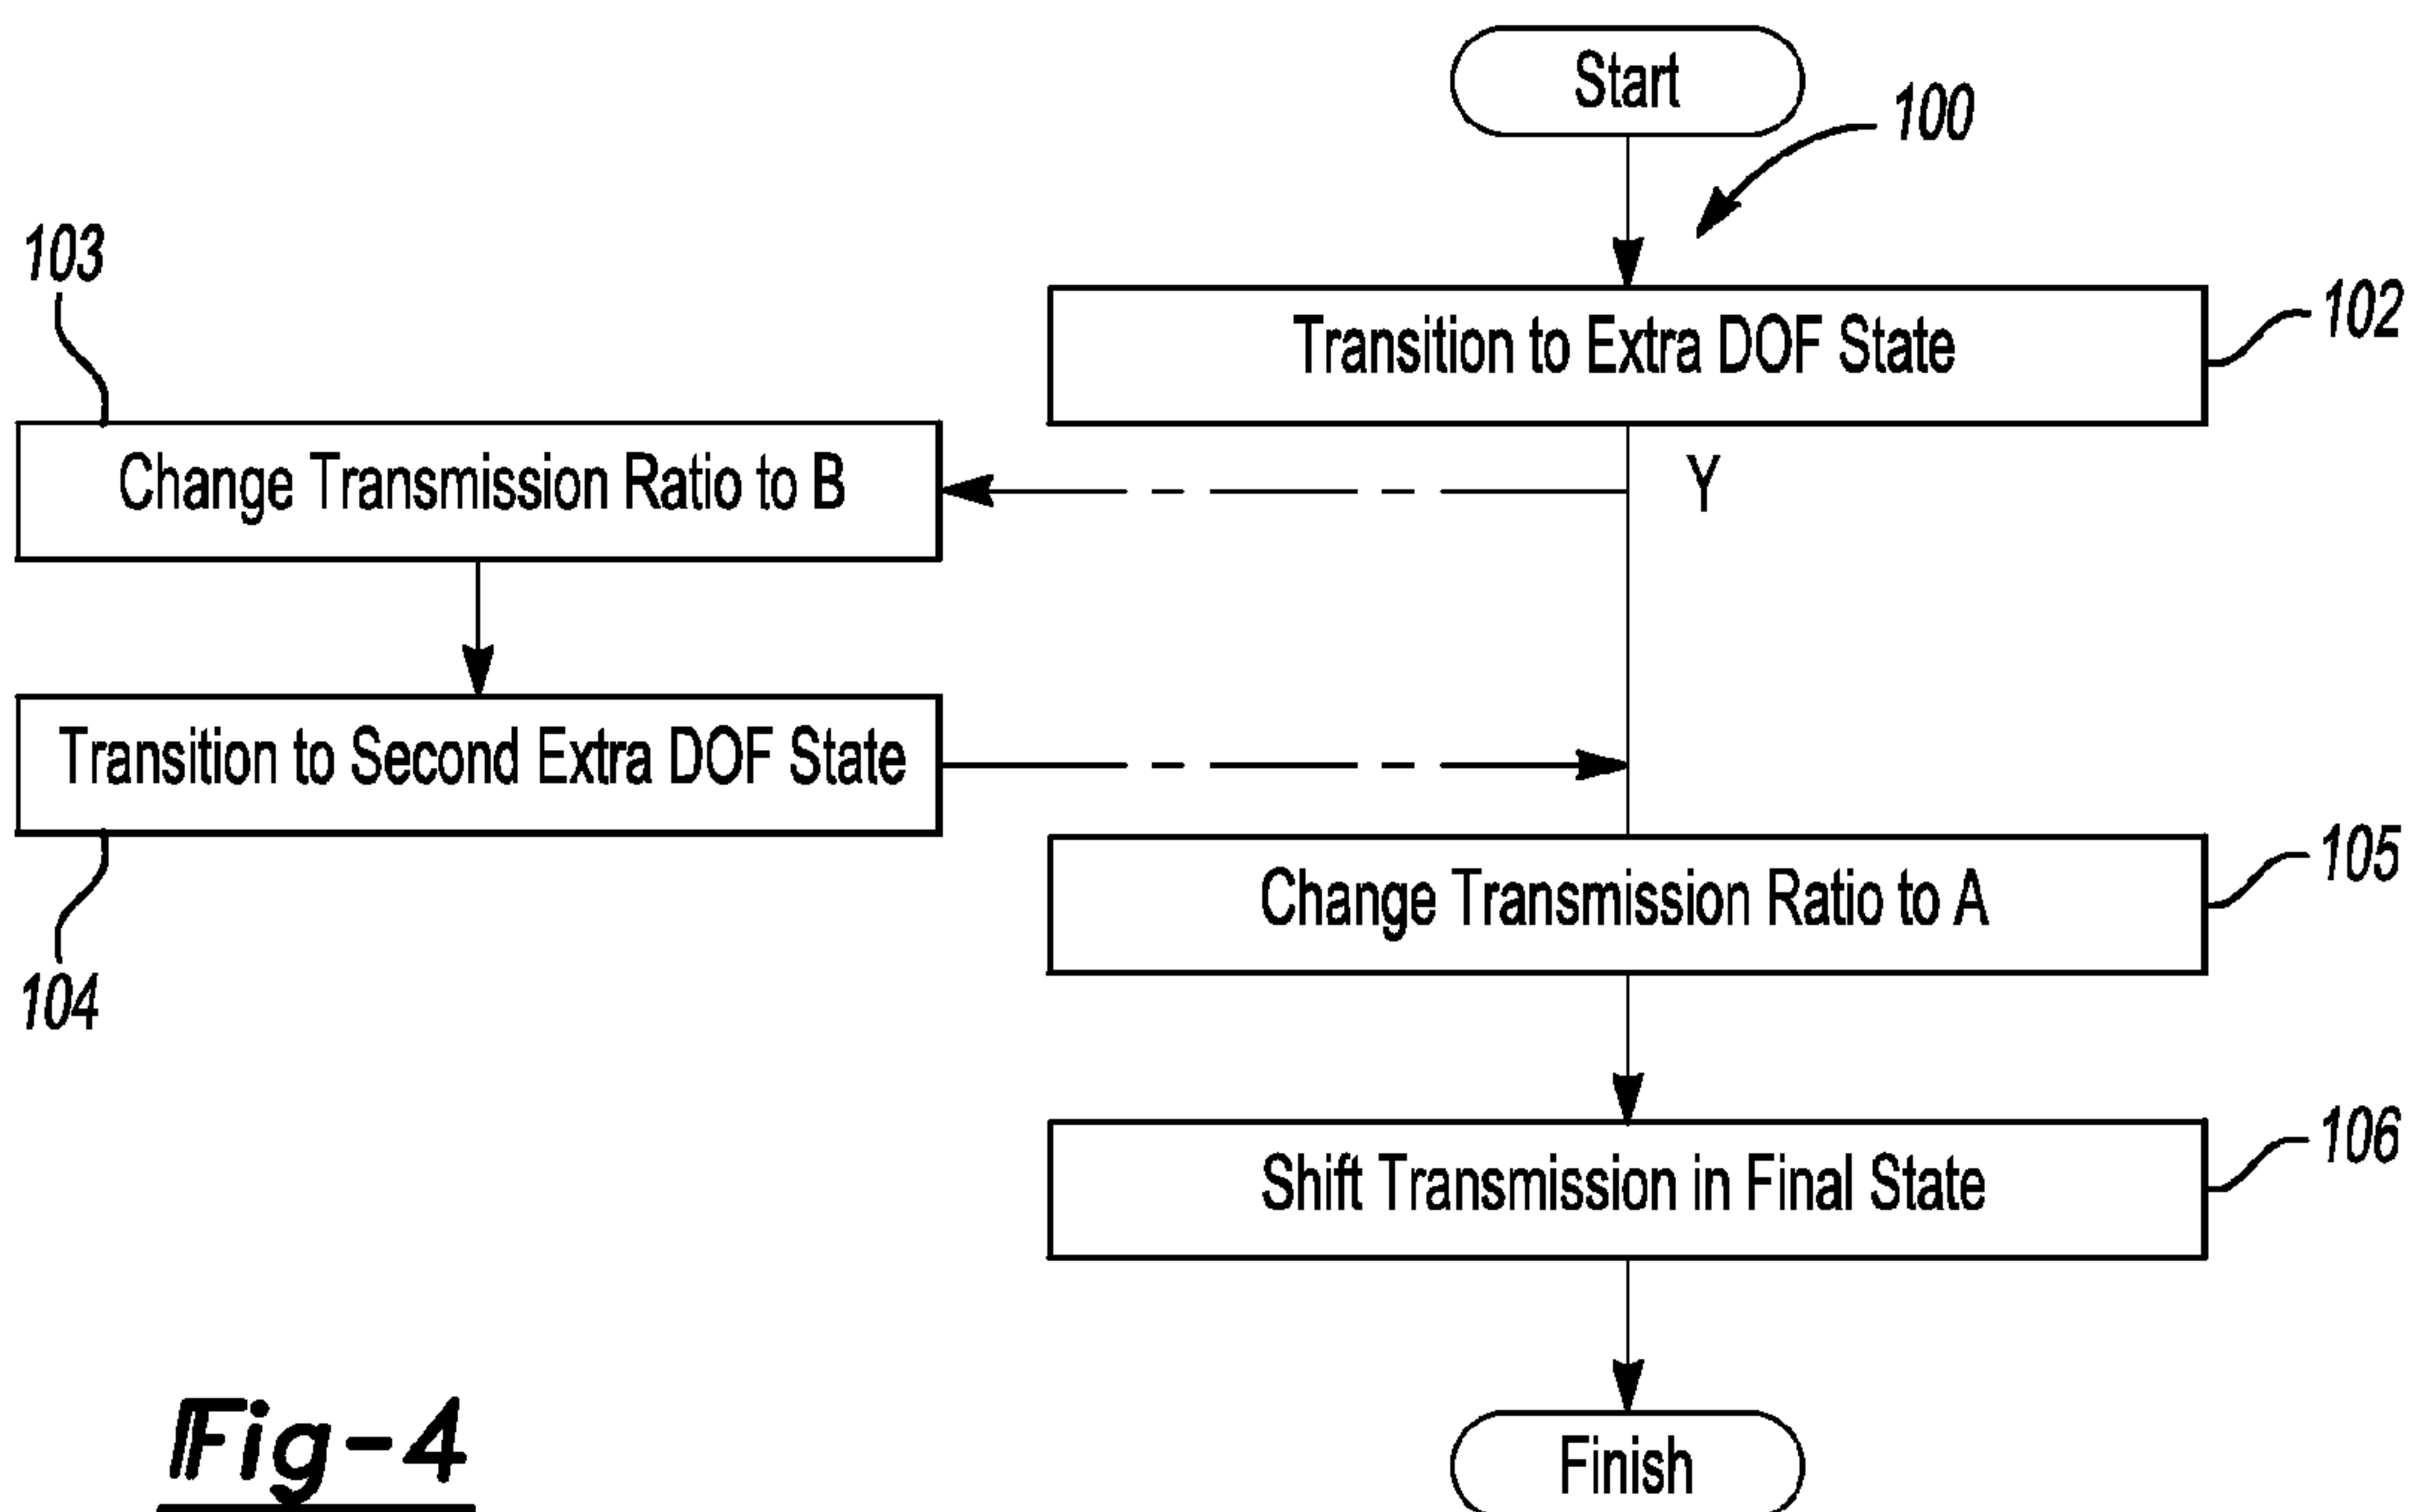 Start
100
Transition to Extra DOF State
102
103
Change Transmission Ratio to B
Y
Transition to Second Extra DOF State
104
Change Transmission Ratio to A
105
Shift Transmission in Final State
106
Finish
Fig-4